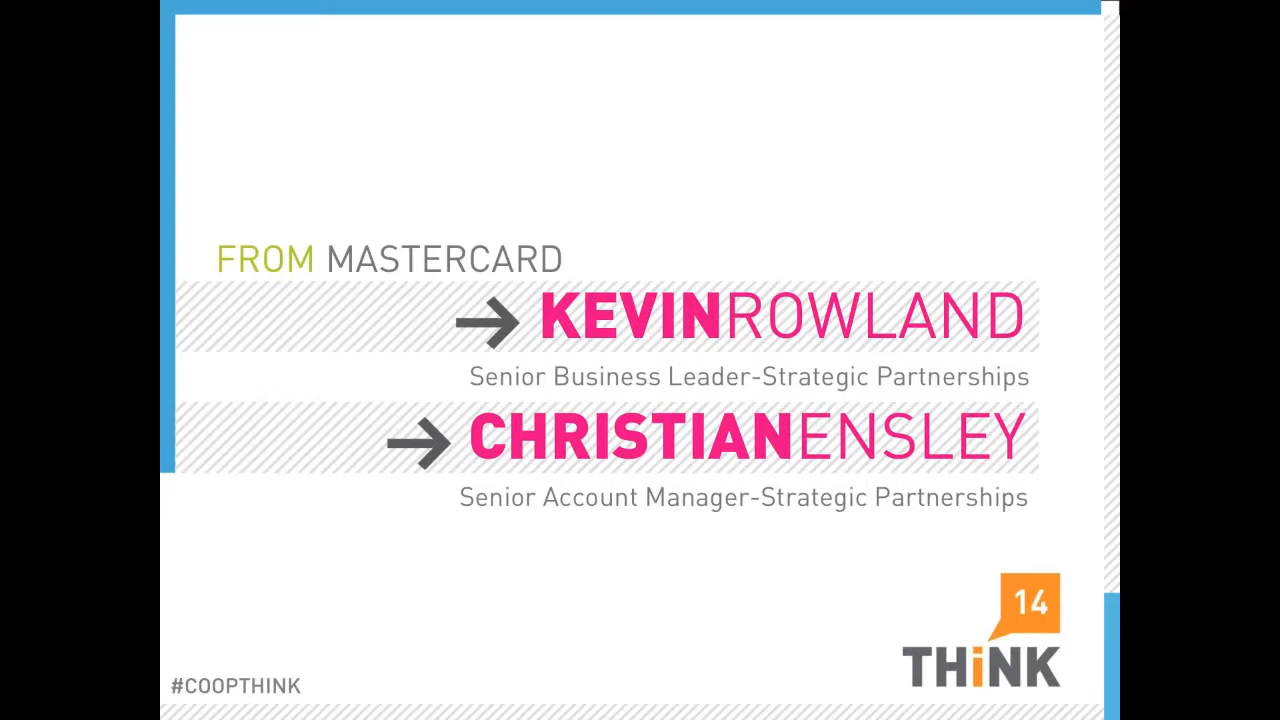 FROM MASTERCARD
→ KEVINROWLAND
Senior Business Leader-Strategic Partnerships
→ CHRISTIANENSLEY
Senior Account Manager-Strategic Partnerships
14
THiNK
#COOPTHINK